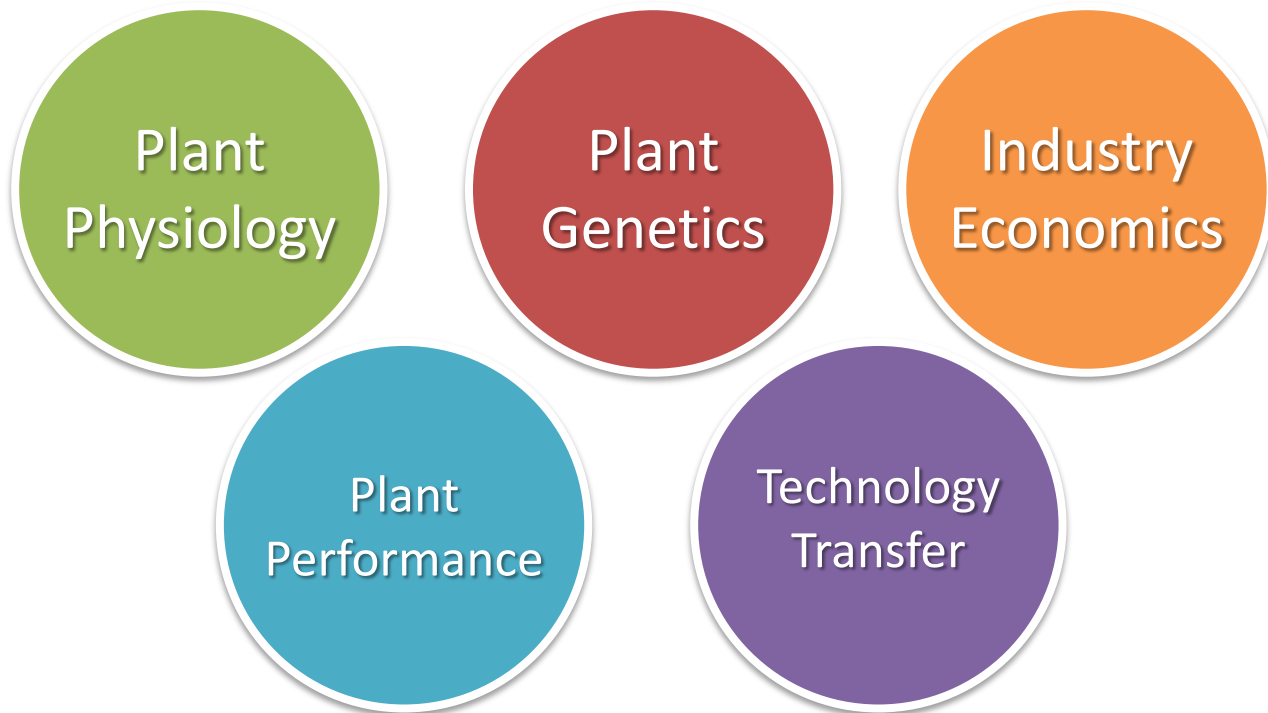 Plant
Physiology
Plant
Genetics
Industry
Economics
Plant
Performance
Technology
Transfer